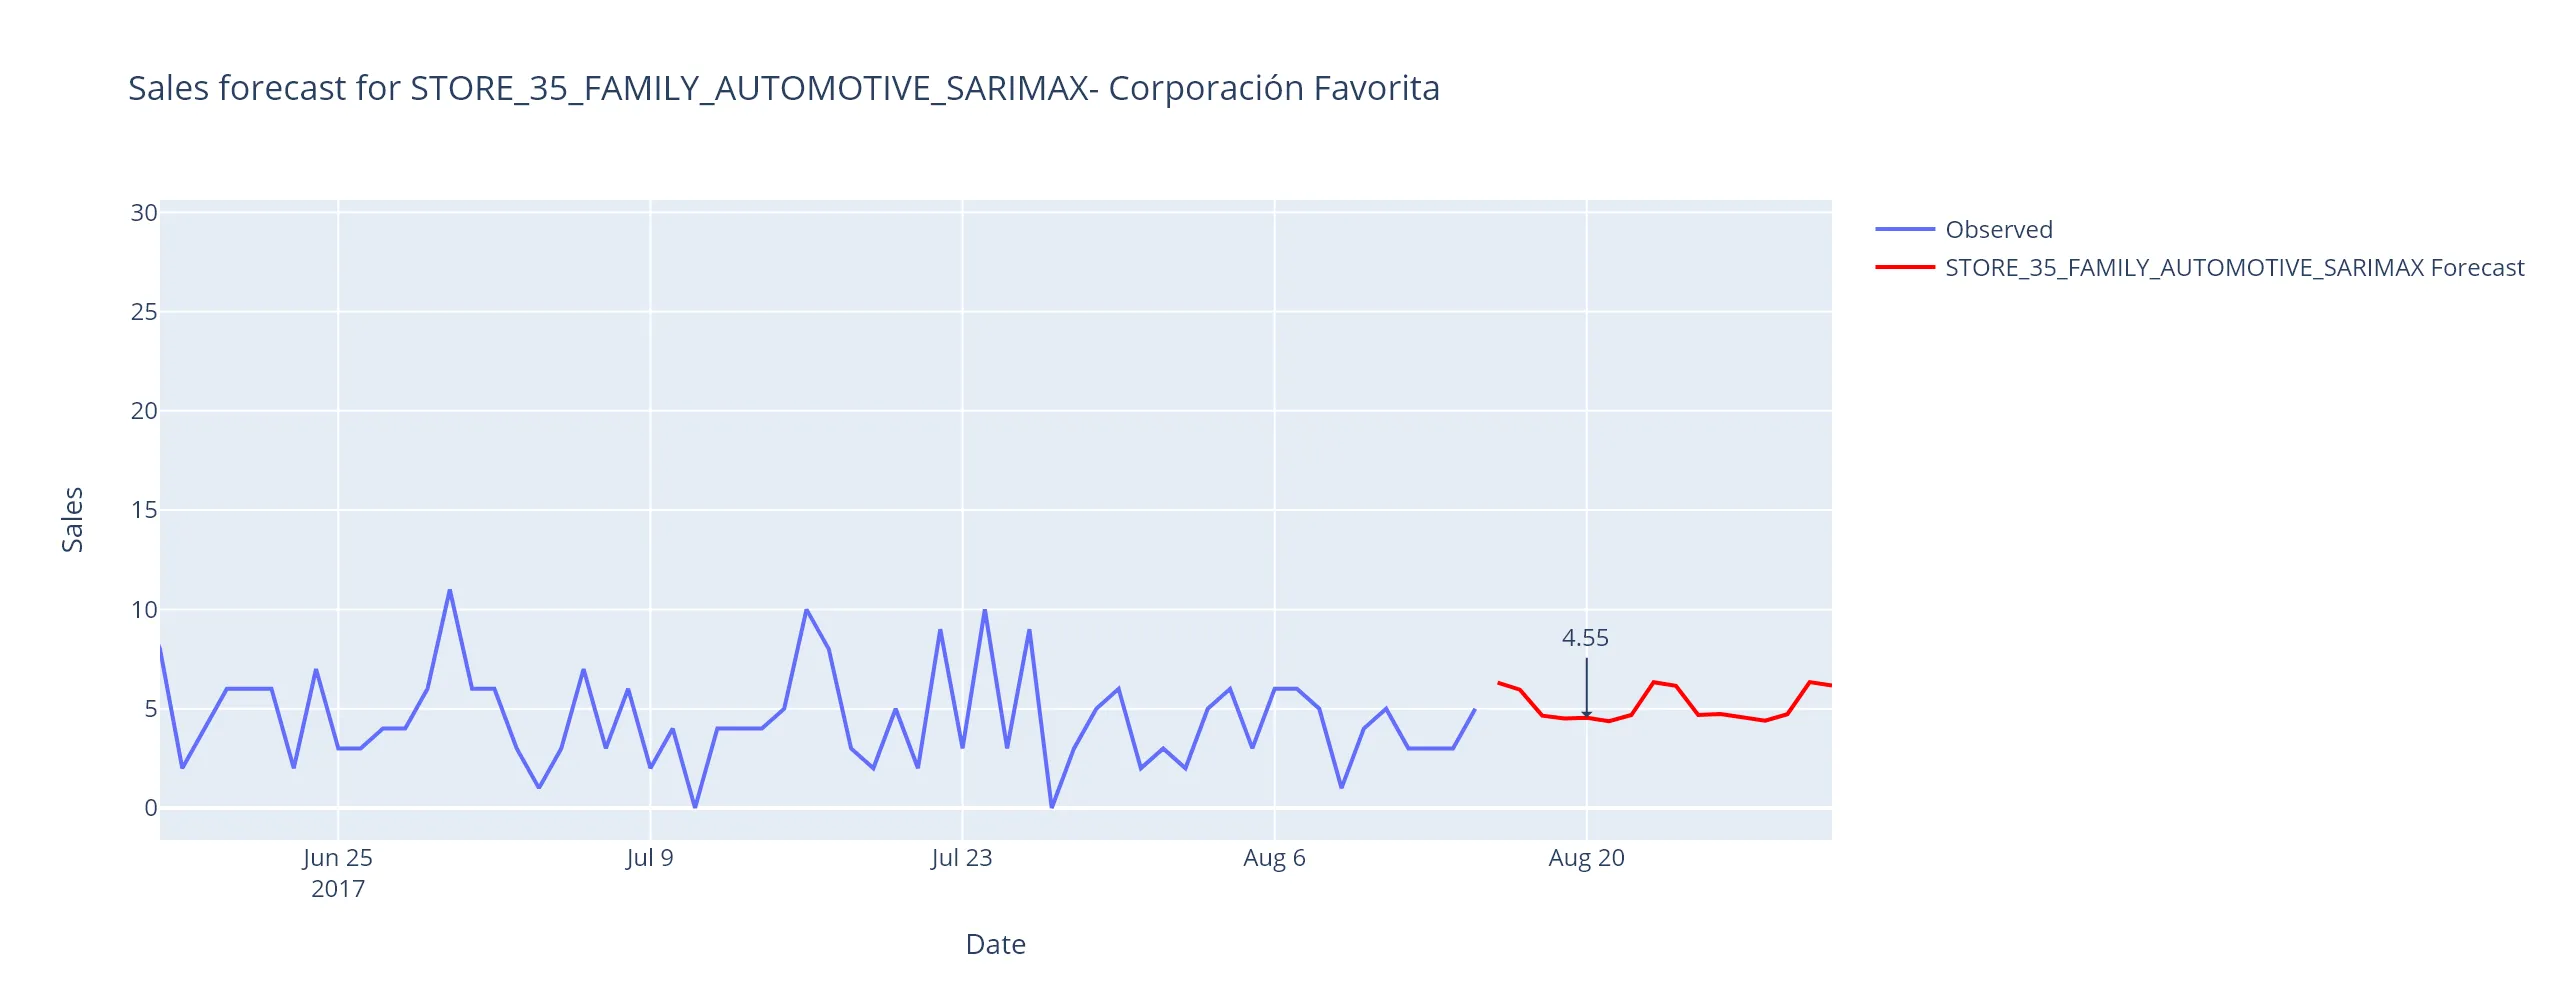 Sales forecast for STORE_35_FAMILY_AUTOMOTIVE_SARIMAX- Corporación Favorita
30
25
20
15
10
5
0
Sales
4.55
Jun 25
2017
Jul 9
Jul 23
Aug 6
Aug 20
Date
Observed
STORE_35_FAMILY_AUTOMOTIVE_SARIMAX Forecast